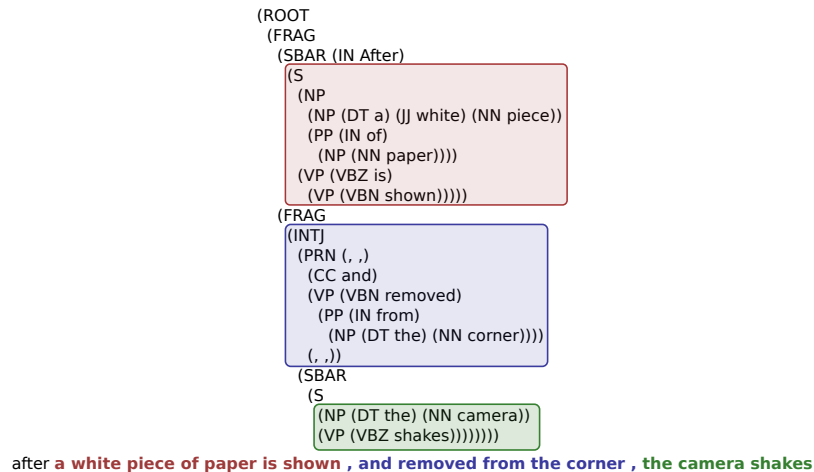 (ROOT
(FRAG
(SBAR (IN After)
(S
(NP
(NP (DT a) (JJ white) (NN piece))
(PP (IN of)
(NP (NN paper))))
(VP (VBZ is)
(VP (VBN shown)))))
(FRAG
(INTJ
(PRN (, ,)
(CC and)
(VP (VBN removed)
(PP (IN from)
(NP (DT the) (NN corner))))
(, ,))
(SBAR
(S
(NP (DT the) (NN camera))
(VP (VBZ shakes))))))))
after a white piece of paper is shown , and removed from the corner , the camera shakes